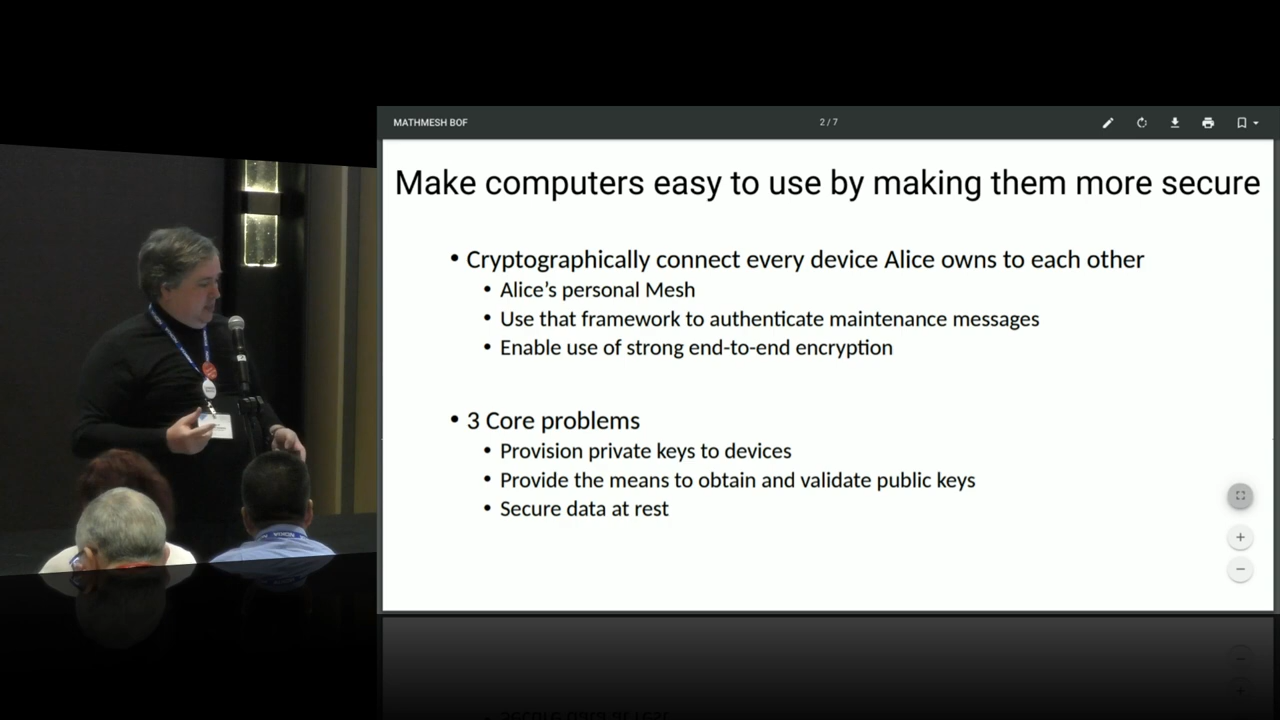 MATHMESH BOF
2 / 7
Make computers easy to use by making them more secure
• Cryptographically connect every device Alice owns to each other
• Alice’s personal Mesh
• Use that framework to authenticate maintenance messages
• Enable use of strong end-to-end encryption
• 3 Core problems
• Provision private keys to devices
• Provide the means to obtain and validate public keys
• Secure data at rest